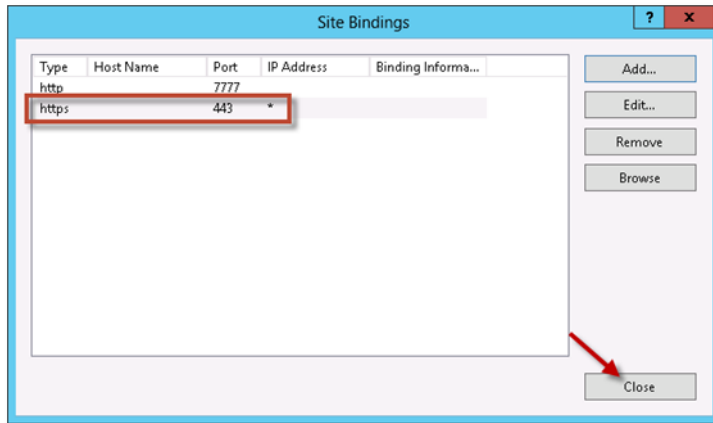 Site Bindings
? x
Type Host Name Port IP Address Binding Informa...
http 7777
https 443 *
Add...
Edit...
Remove
Browse
Close